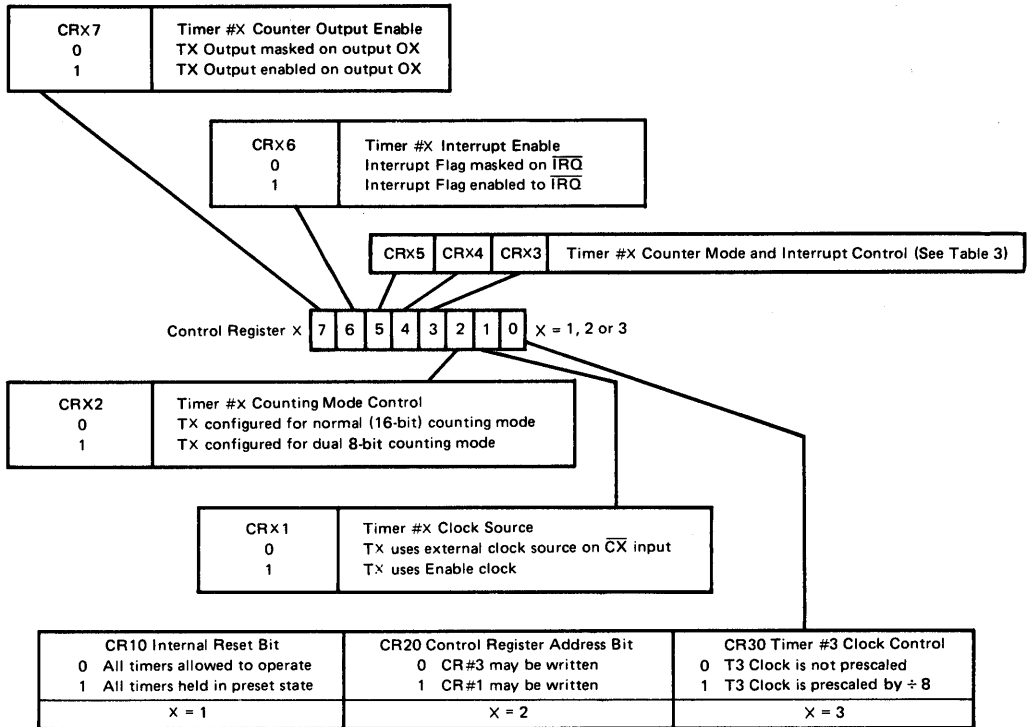 CRX7 Timer #X Counter Output Enable
0 TX Output masked on output OX
1 TX Output enabled on output OX
CRX6 Timer #X Interrupt Enable
0 Interrupt Flag masked on I̅R̅Q̅
1 Interrupt Flag enabled to I̅R̅Q̅
CRX5 CRX4 CRX3 Timer #X Counter Mode and Interrupt Control (See Table 3)
Control Register X 7 6 5 4 3 2 1 0 X = 1, 2 or 3
CRX2 Timer #X Counting Mode Control
0 TX configured for normal (16-bit) counting mode
1 TX configured for dual 8-bit counting mode
CRX1 Timer #X Clock Source
0 TX uses external clock source on C̅X̅ input
1 TX uses Enable clock
CR10 Internal Reset Bit
0 All timers allowed to operate
1 All timers held in preset state
X = 1
CR20 Control Register Address Bit
0 CR#3 may be written
1 CR#1 may be written
X = 2
CR30 Timer #3 Clock Control
0 T3 Clock is not prescaled
1 T3 Clock is prescaled by ÷ 8
X = 3